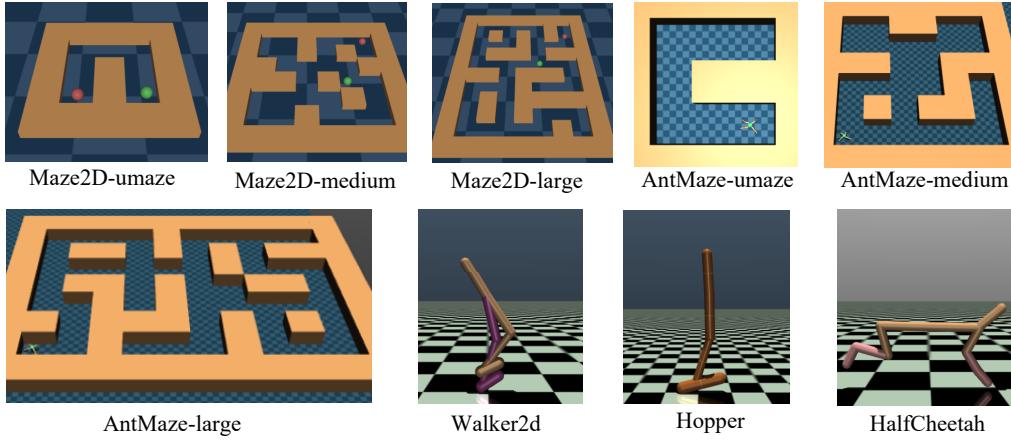 Maze2D-umaze
Maze2D-medium
Maze2D-large
AntMaze-umaze
AntMaze-medium
AntMaze-large
Walker2d
Hopper
HalfCheetah